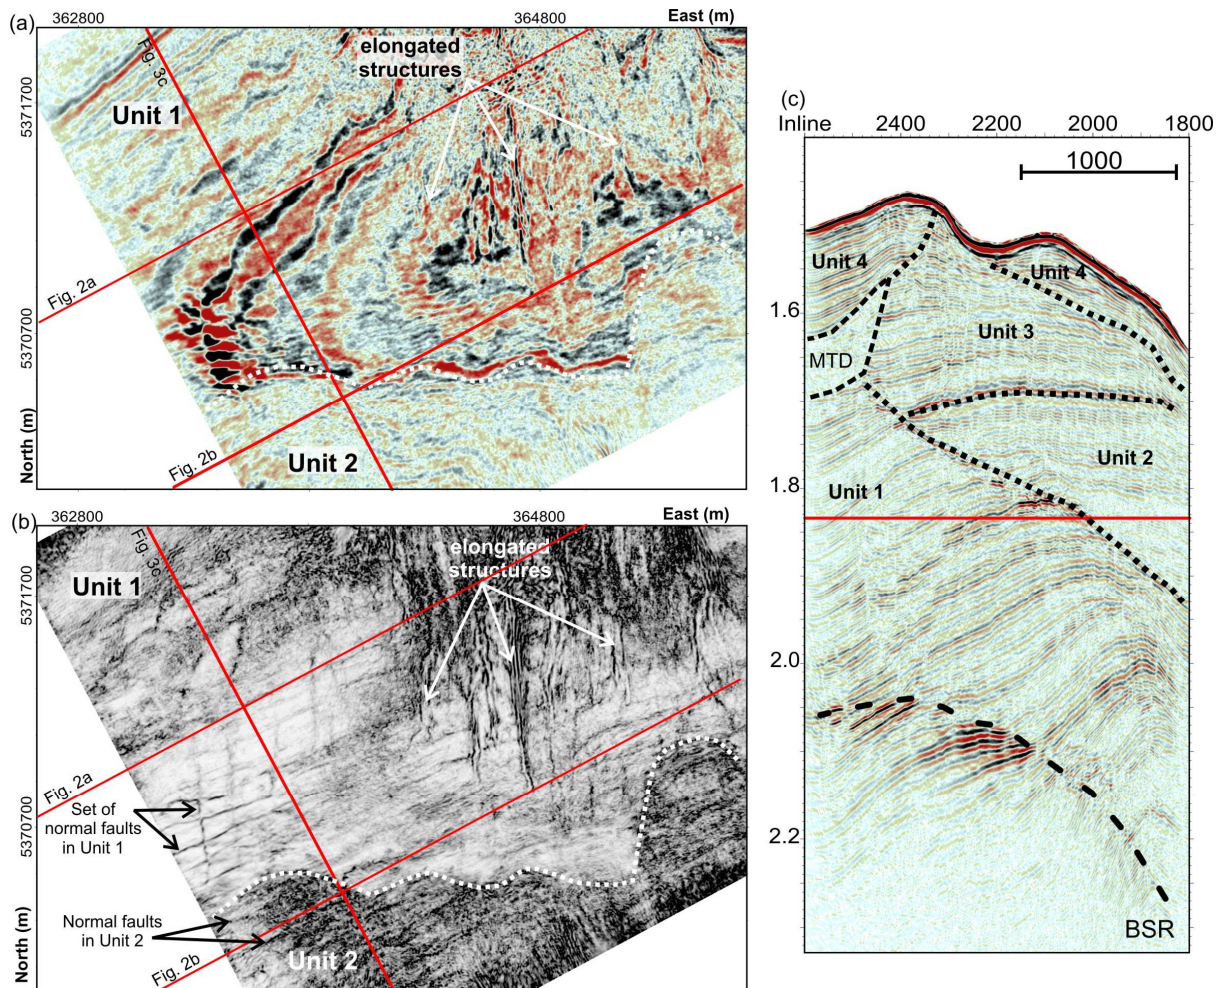 (a)
362800
364800
East (m)
elongated
structures
Fig. 3c
Unit 1
5371700
Fig. 2a
5370700
North (m)
Fig. 2b
Unit 2
(b)
362800
364800
East (m)
elongated
structures
Fig. 3c
Unit 1
5371700
Fig. 2a
5370700
Set of
normal faults
in Unit 1
Normal faults
in Unit 2
North (m)
Fig. 2b
Unit 2
(c)
Inline
2400
2200
2000
1800
1000
Unit 4
Unit 4
1.6
Unit 3
MTD
Unit 2
1.8
Unit 1
2.0
2.2
BSR